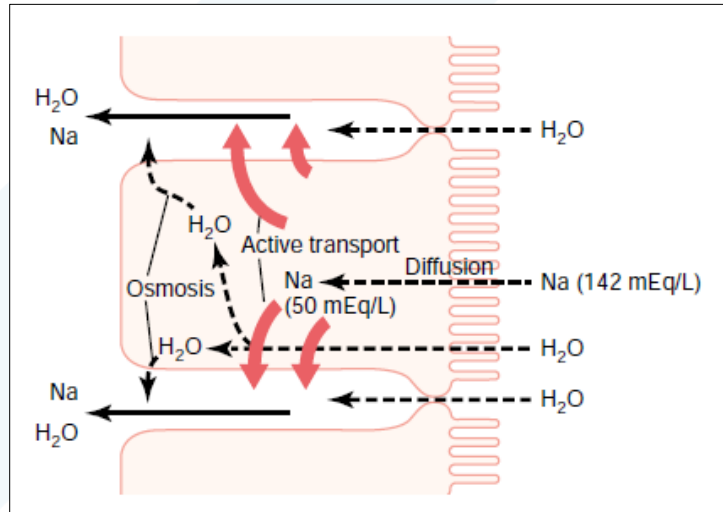 H₂O
Na
H₂O
H₂O
Active transport
Diffusion
Na
(50 mEq/L)
Na (142 mEq/L)
Osmosis
H₂O
H₂O
Na
H₂O
H₂O